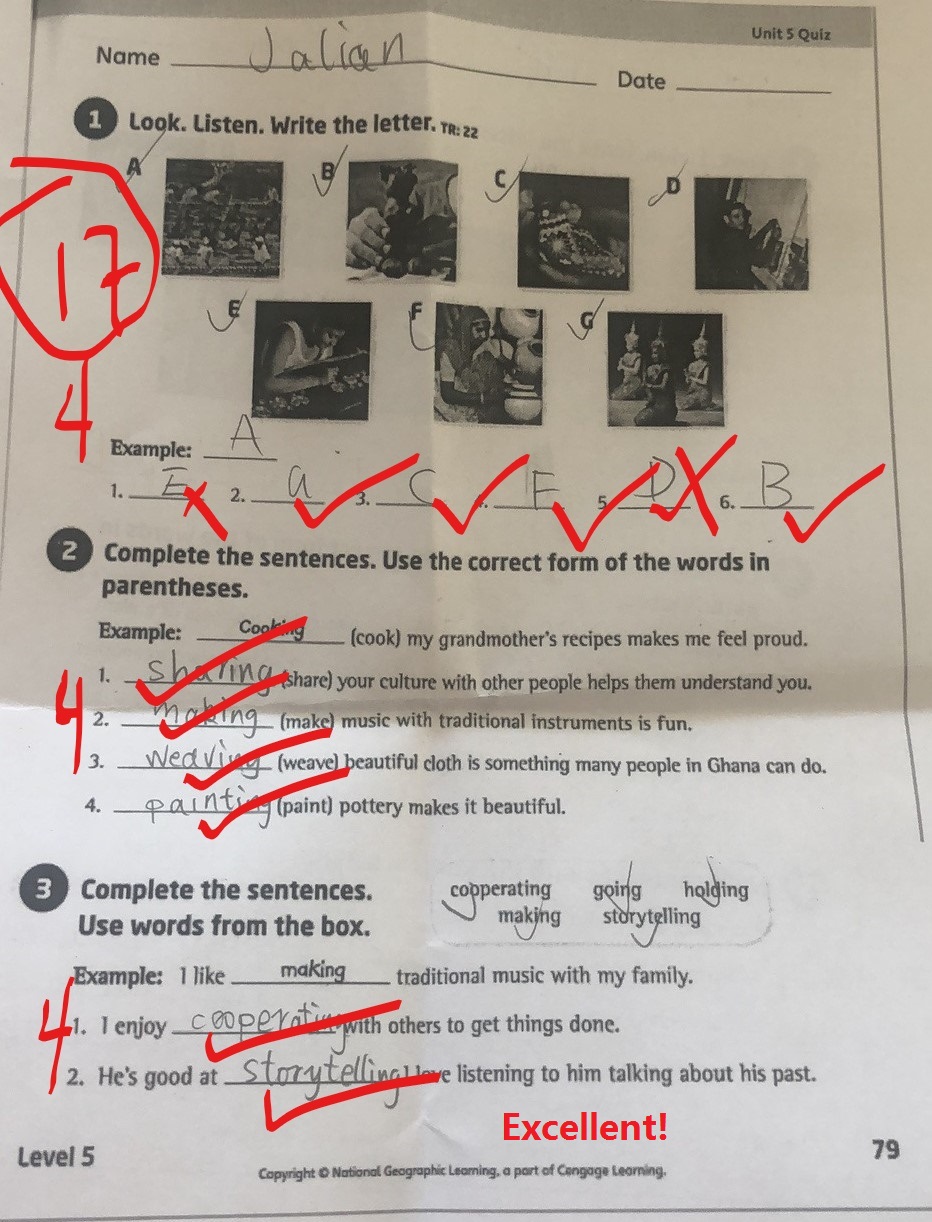 Unit 5 Quiz
Name Jalian Date
1 Look. Listen. Write the letter. TR: 22
A B C D
17
E F G
4
Example: A
1. E 2. a 3. C 4. F 5. D 6. B
2 Complete the sentences. Use the correct form of the words in
parentheses.
Example: Cooking (cook) my grandmother's recipes makes me feel proud.
1. sharing (share) your culture with other people helps them understand you.
4
2. making (make) music with traditional instruments is fun.
3. weaving (weave) beautiful cloth is something many people in Ghana can do.
4. painting (paint) pottery makes it beautiful.
3 Complete the sentences.
Use words from the box.
cooperating going holding
making storytelling
Example: I like making traditional music with my family.
4
1. I enjoy cooperating with others to get things done.
2. He's good at storytelling I love listening to him talking about his past.
Excellent!
Level 5
79
Copyright © National Geographic Learning, a part of Cengage Learning.